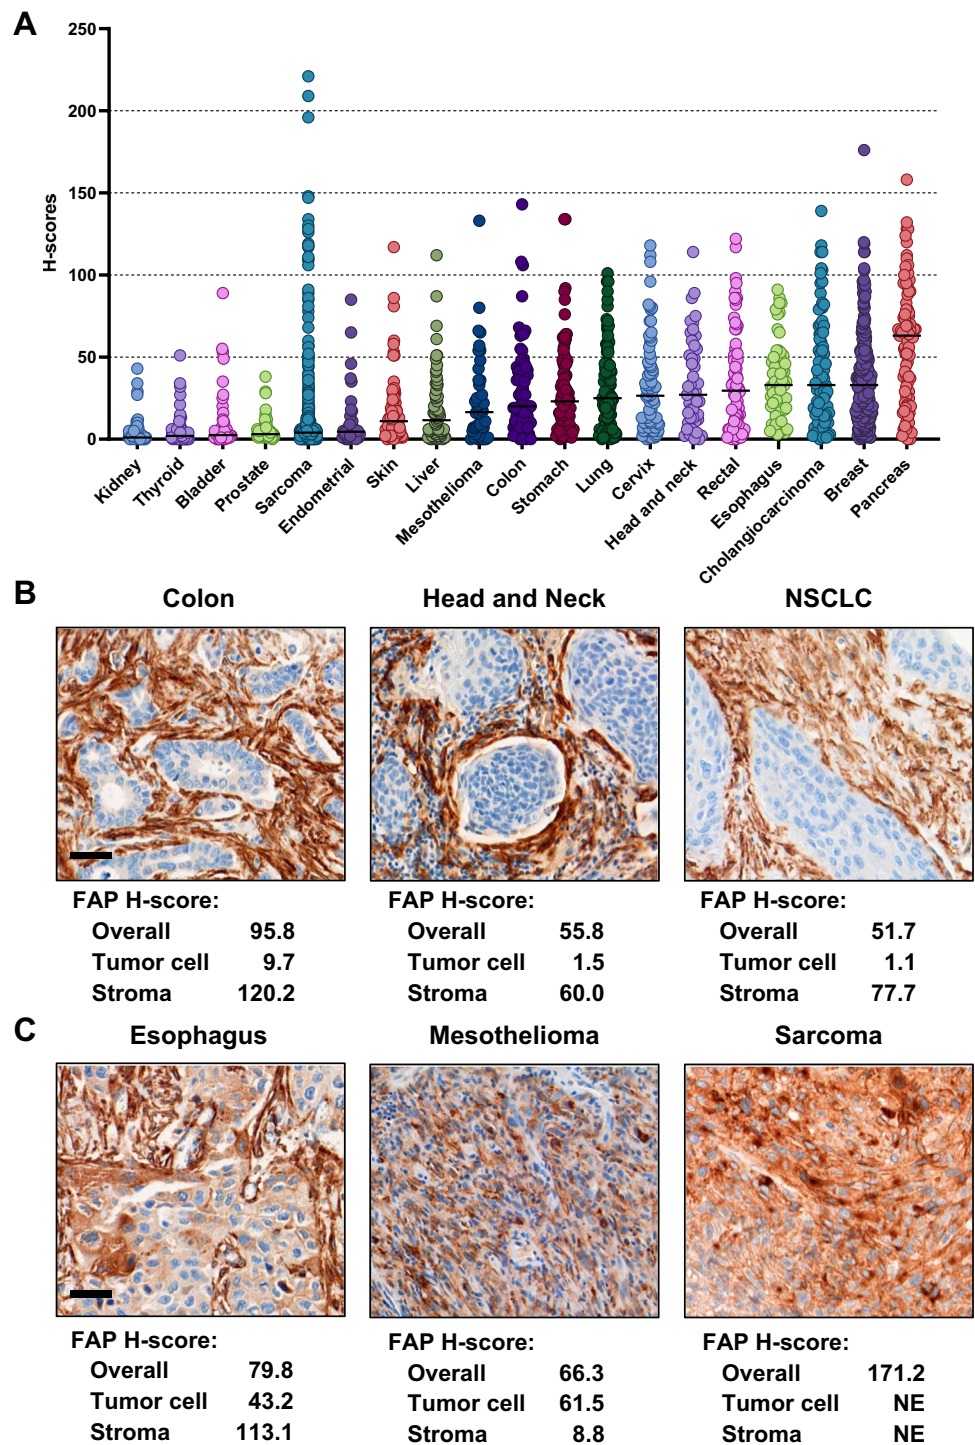 A
250
200
150
100
50
0
H-scores
Kidney
Thyroid
Bladder
Prostate
Sarcoma
Endometrial
Skin
Liver
Mesothelioma
Colon
Stomach
Lung
Cervix
Head and neck
Rectal
Esophagus
Cholangiocarcinoma
Breast
Pancreas
B
Colon Head and Neck NSCLC
FAP H-score: FAP H-score: FAP H-score:
Overall 95.8 Overall 55.8 Overall 51.7
Tumor cell 9.7 Tumor cell 1.5 Tumor cell 1.1
Stroma 120.2 Stroma 60.0 Stroma 77.7
C
Esophagus Mesothelioma Sarcoma
FAP H-score: FAP H-score: FAP H-score:
Overall 79.8 Overall 66.3 Overall 171.2
Tumor cell 43.2 Tumor cell 61.5 Tumor cell NE
Stroma 113.1 Stroma 8.8 Stroma NE